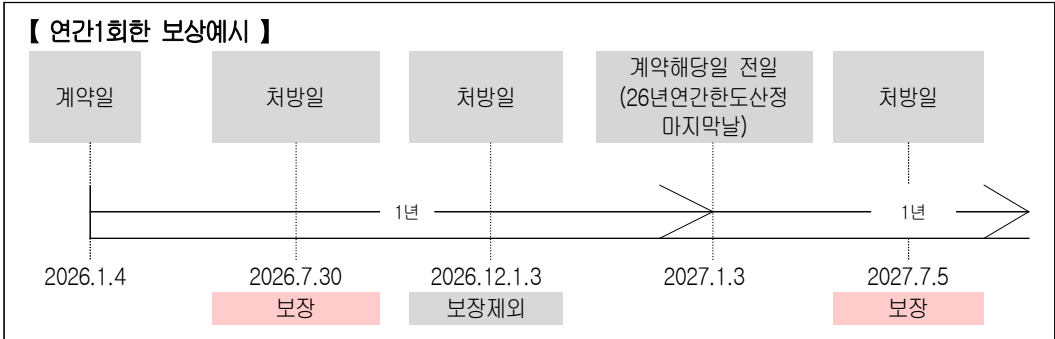 【 연간1회한 보상예시 】
계약일
처방일
처방일
계약해당일 전일
(26년연간한도산정
마지막날)
처방일
1년
1년
2026.1.4
2026.7.30
2026.12.1.3
2027.1.3
2027.7.5
보장
보장제외
보장